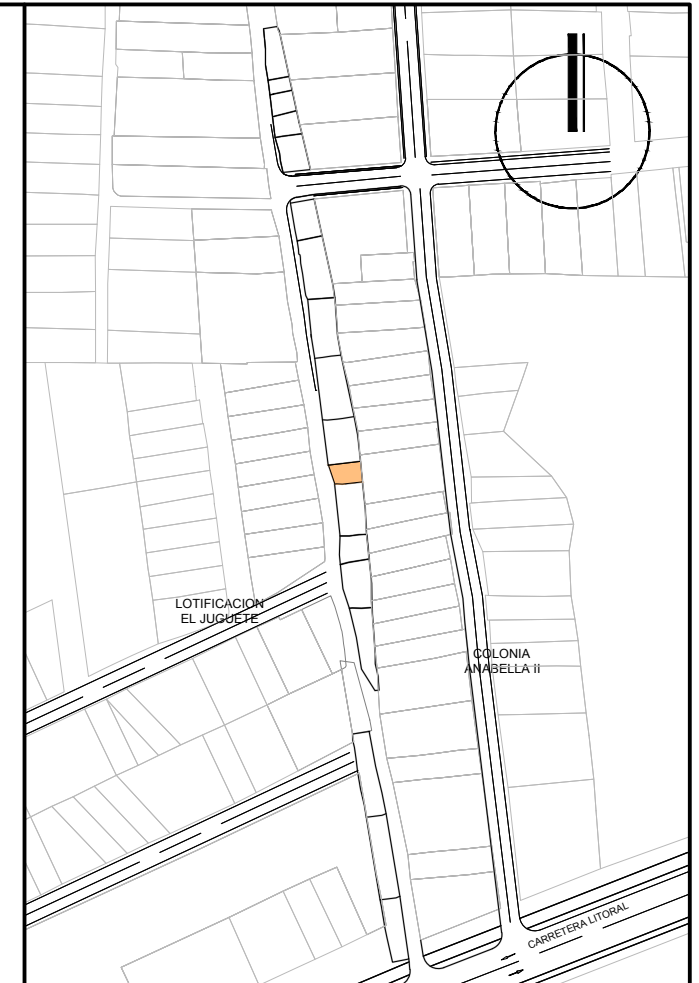 LOTIFICACION
EL JUGUETE
COLONIA
ANABELLA II
CARRETERA LITORAL